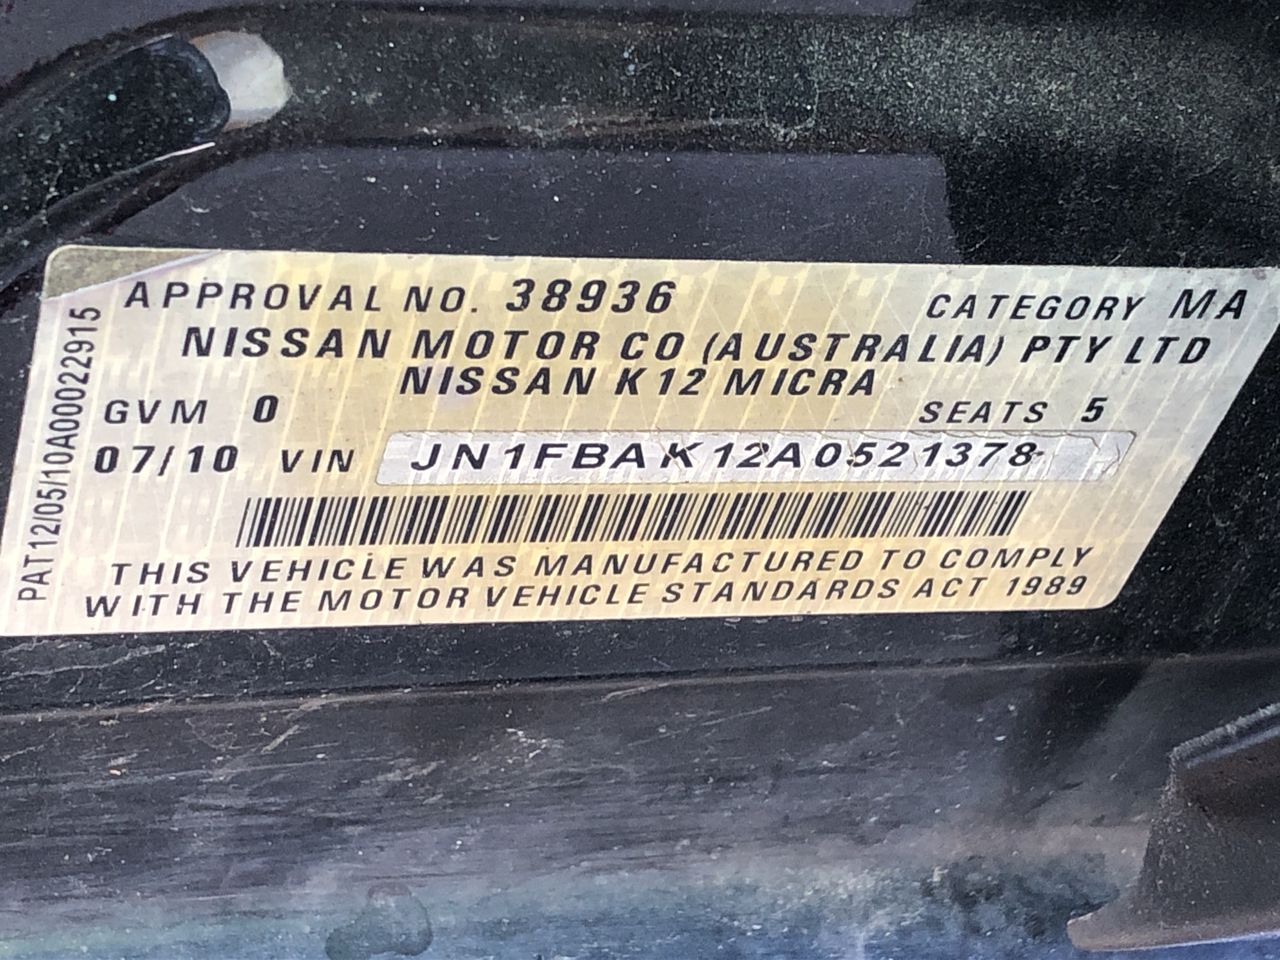 APPROVAL NO. 38936 CATEGORY MA
NISSAN MOTOR CO (AUSTRALIA) PTY LTD
NISSAN K12 MICRA
GVM 0 SEATS 5
07/10 VIN JN1FBAK12A0521378
THIS VEHICLE WAS MANUFACTURED TO COMPLY
WITH THE MOTOR VEHICLE STANDARDS ACT 1989
PAT12/05/10A00022915